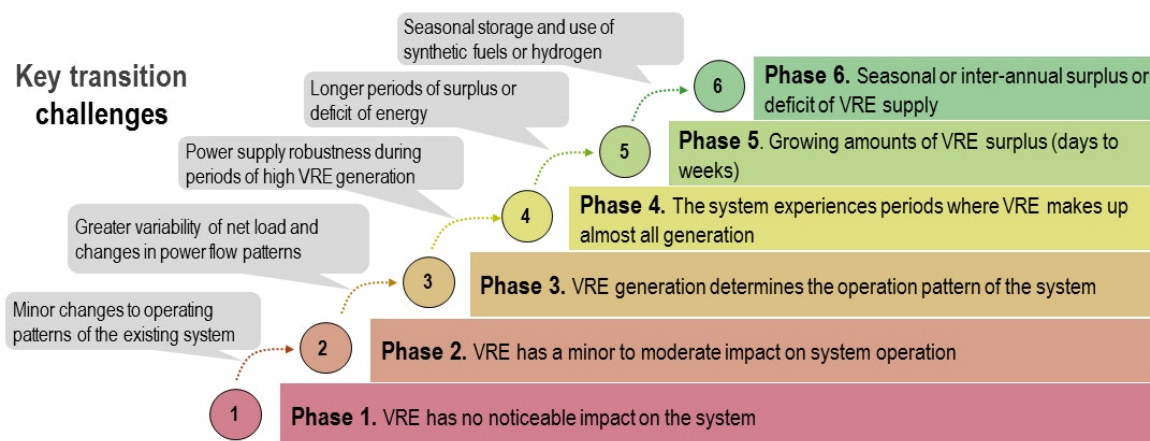 Key transition
challenges
Seasonal storage and use of
synthetic fuels or hydrogen
Longer periods of surplus or
deficit of energy
Power supply robustness during
periods of high VRE generation
Greater variability of net load and
changes in power flow patterns
Minor changes to operating
patterns of the existing system
6
Phase 6. Seasonal or inter-annual surplus or
deficit of VRE supply
5
Phase 5. Growing amounts of VRE surplus (days to
weeks)
4
Phase 4. The system experiences periods where VRE makes up
almost all generation
3
Phase 3. VRE generation determines the operation pattern of the system
2
Phase 2. VRE has a minor to moderate impact on system operation
1
Phase 1. VRE has no noticeable impact on the system